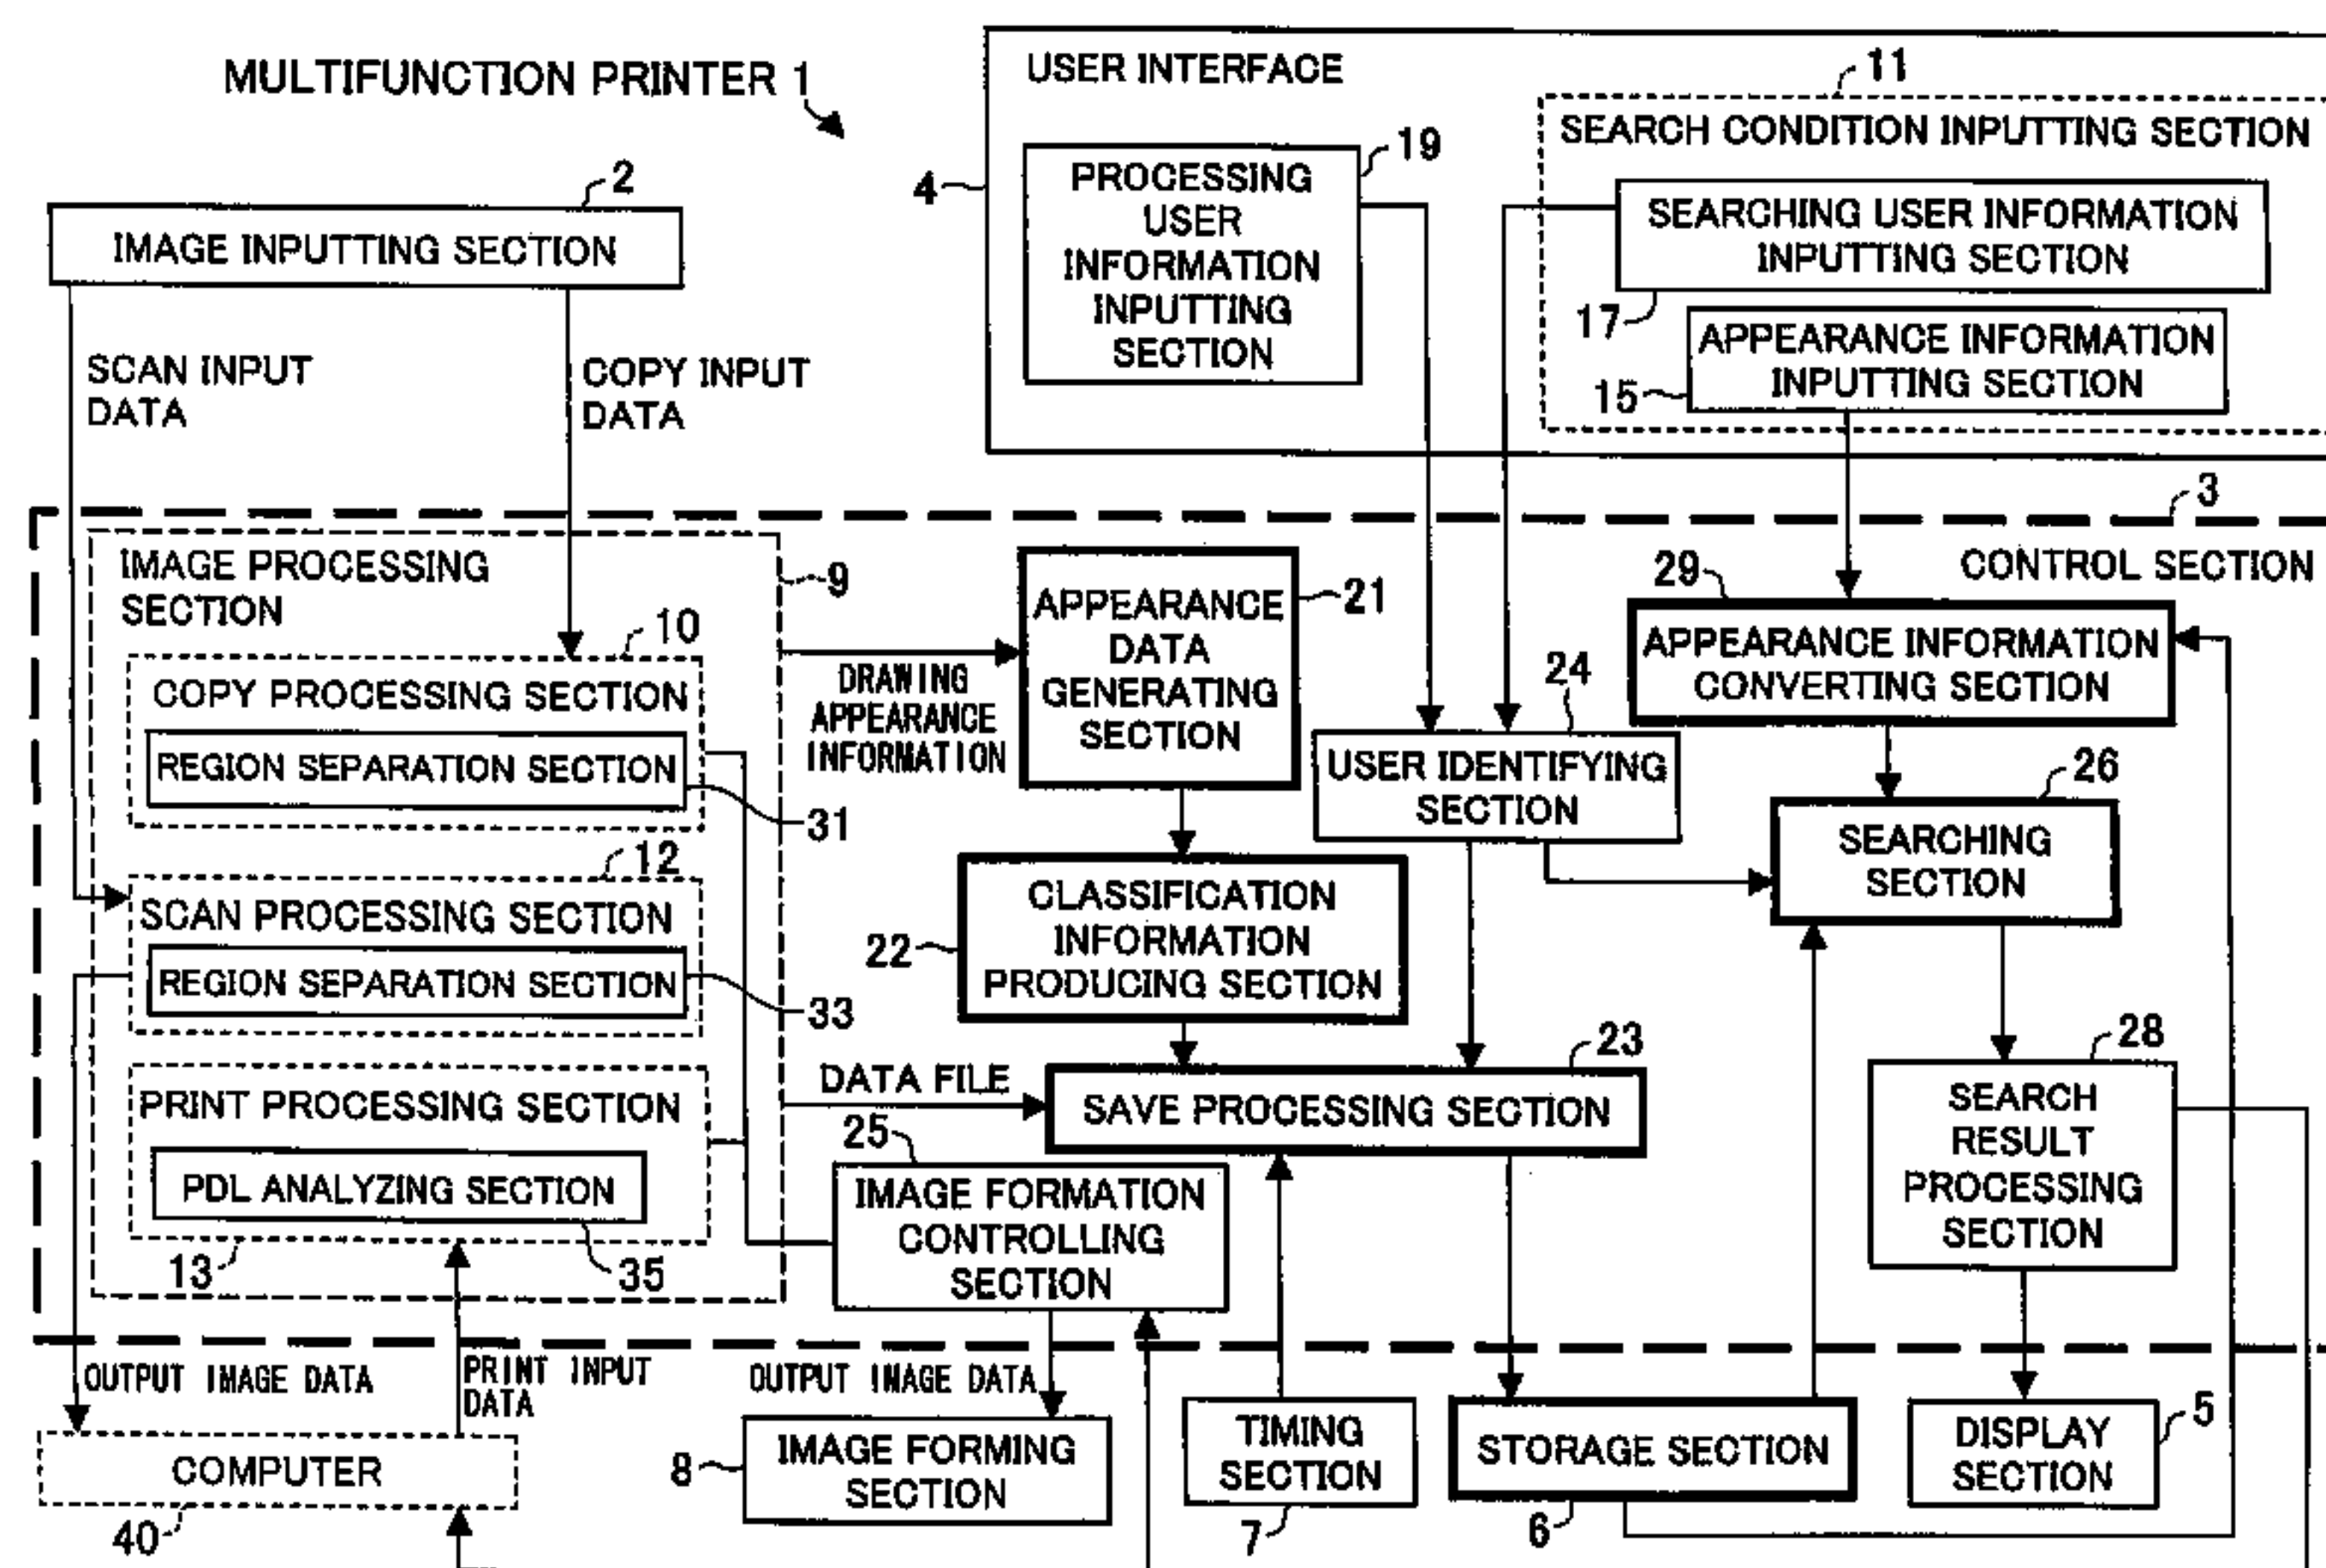 MULTIFUNCTION PRINTER 1
USER INTERFACE
11
SEARCH CONDITION INPUTTING SECTION
4
19
PROCESSING
USER
INFORMATION
INPUTTING
SECTION
SEARCHING USER INFORMATION
INPUTTING SECTION
17
APPEARANCE INFORMATION
INPUTTING SECTION
15
2
IMAGE INPUTTING SECTION
SCAN INPUT
DATA
COPY INPUT
DATA
3
CONTROL SECTION
IMAGE PROCESSING
SECTION
9
10
COPY PROCESSING SECTION
REGION SEPARATION SECTION
31
12
SCAN PROCESSING SECTION
REGION SEPARATION SECTION
33
PRINT PROCESSING SECTION
PDL ANALYZING SECTION
13
35
DRAWING
APPEARANCE
INFORMATION
21
APPEARANCE
DATA
GENERATING
SECTION
24
USER IDENTIFYING
SECTION
29
APPEARANCE INFORMATION
CONVERTING SECTION
26
SEARCHING
SECTION
22
CLASSIFICATION
INFORMATION
PRODUCING SECTION
DATA FILE
23
SAVE PROCESSING SECTION
25
IMAGE FORMATION
CONTROLLING
SECTION
28
SEARCH
RESULT
PROCESSING
SECTION
OUTPUT IMAGE DATA
PRINT INPUT
DATA
OUTPUT IMAGE DATA
COMPUTER
40
8
IMAGE FORMING
SECTION
TIMING
SECTION
7
STORAGE SECTION
6
DISPLAY
SECTION
5